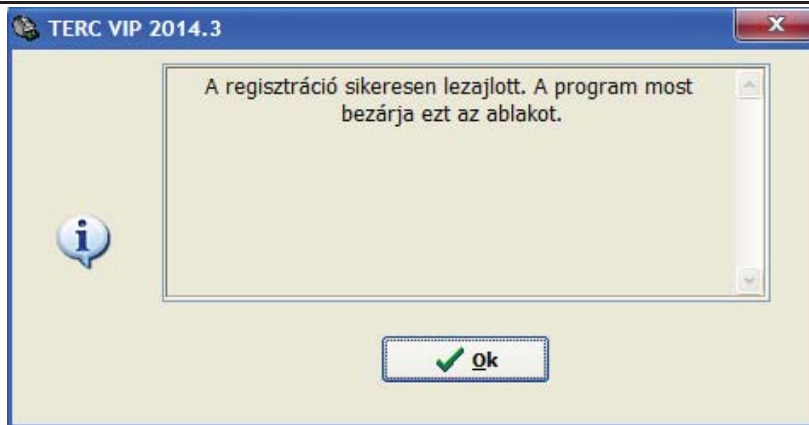 TERC VIP 2014.3
A regisztráció sikeresen lezajlott. A program most
bezárja ezt az ablakot.
Ok